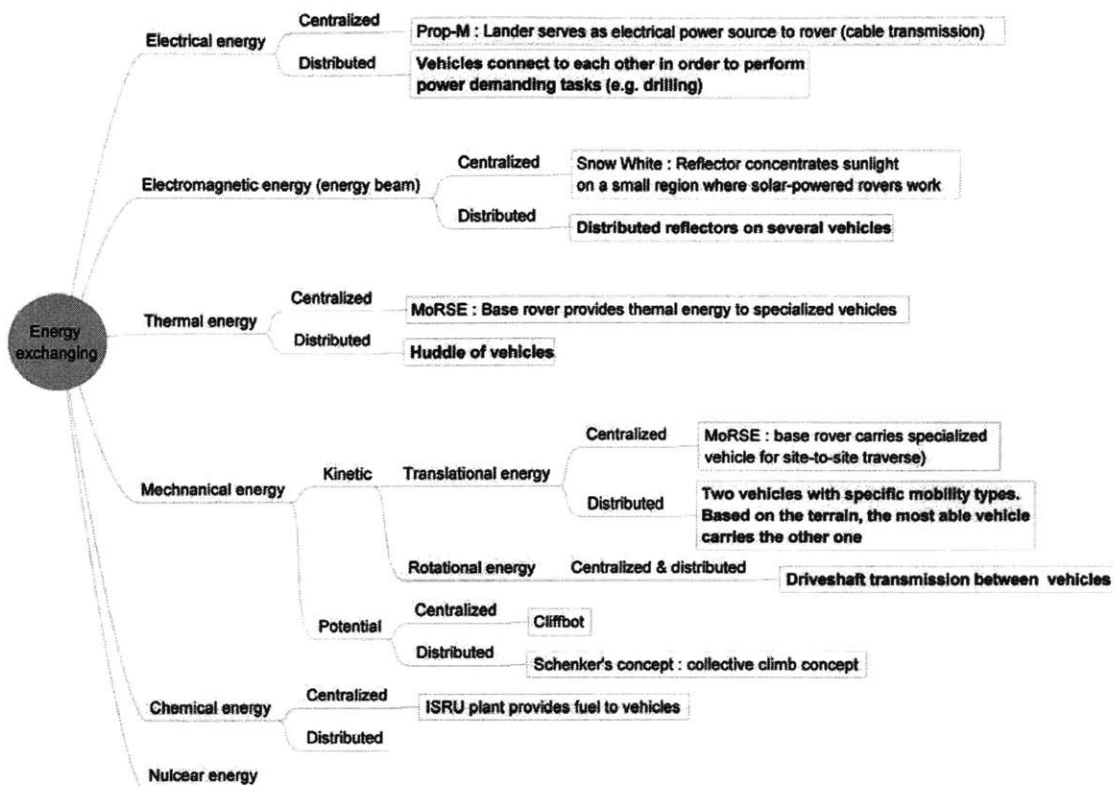 Centralized
Prop-M : Lander serves as electrical power source to rover (cable transmission)
Electrical energy
Distributed
Vehicles connect to each other in order to perform
power demanding tasks (e.g. drilling)
Centralized
Snow White : Reflector concentrates sunlight
on a small region where solar-powered rovers work
Electromagnetic energy (energy beam)
Distributed
Distributed reflectors on several vehicles
Centralized
MoRSE : Base rover provides thermal energy to specialized vehicles
Thermal energy
Distributed
Huddle of vehicles
Energy
exchanging
Centralized
MoRSE : base rover carries specialized
vehicle for site-to-site traverse)
Mechnanical energy
Kinetic
Translational energy
Distributed
Two vehicles with specific mobility types.
Based on the terrain, the most able vehicle
carries the other one
Rotational energy
Centralized & distributed
Driveshaft transmission between vehicles
Potential
Centralized
Cliffbot
Distributed
Schenker's concept : collective climb concept
Chemical energy
Centralized
ISRU plant provides fuel to vehicles
Distributed
Nulcear energy